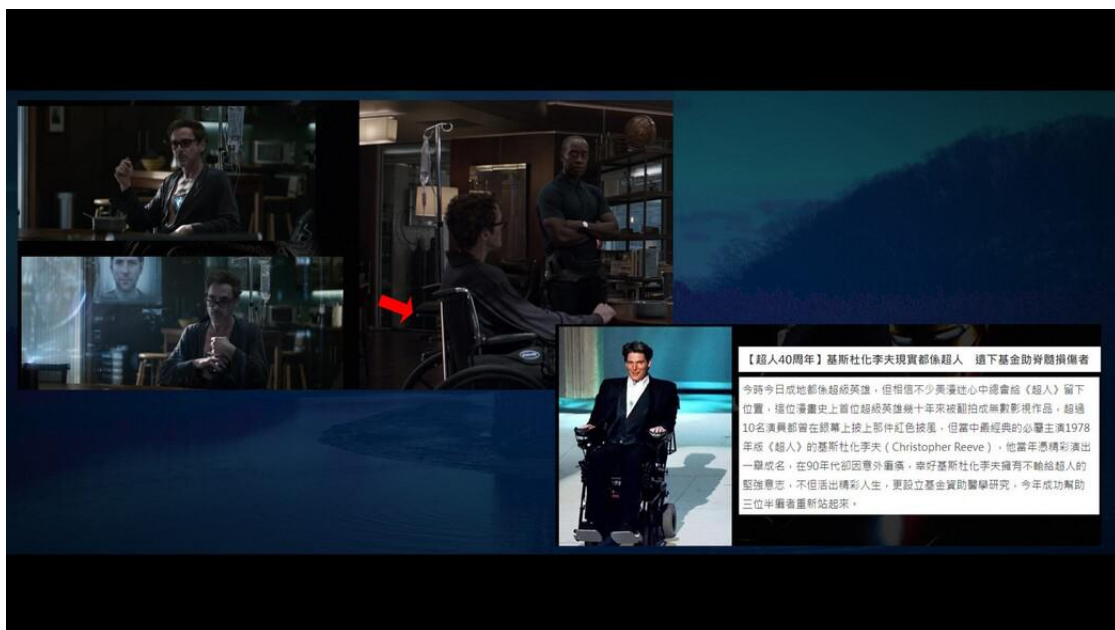 【超人40周年】基斯杜化李夫現實都係超人　遺下基金助脊髓損傷者
今時今日成地都係超級英雄，但相信不少美漫迷心中總會給《超人》留下
位置，這位漫畫史上首位超級英雄幾十年來被翻拍成無數影視作品，超過
10名演員都曾在銀幕上披上那件紅色披風，但當中最經典的必屬主演1978
年版《超人》的基斯杜化李夫（Christopher Reeve），他當年憑精彩演出
一舉成名，在90年代卻因意外癱瘓，幸好基斯杜化李夫擁有不輸給超人的
堅強意志，不但活出精彩人生，更設立基金資助醫學研究，今年成功幫助
三位半癱者重新站起來。